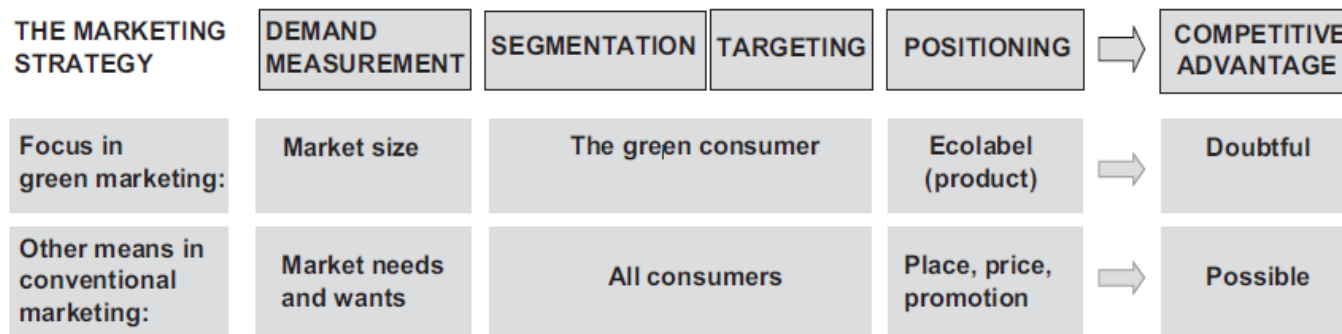 THE MARKETING
STRATEGY
DEMAND
MEASUREMENT
SEGMENTATION
TARGETING
POSITIONING
COMPETITIVE
ADVANTAGE
Focus in
green marketing:
Market size
The green consumer
Ecolabel
(product)
Doubtful
Other means in
conventional
marketing:
Market needs
and wants
All consumers
Place, price,
promotion
Possible